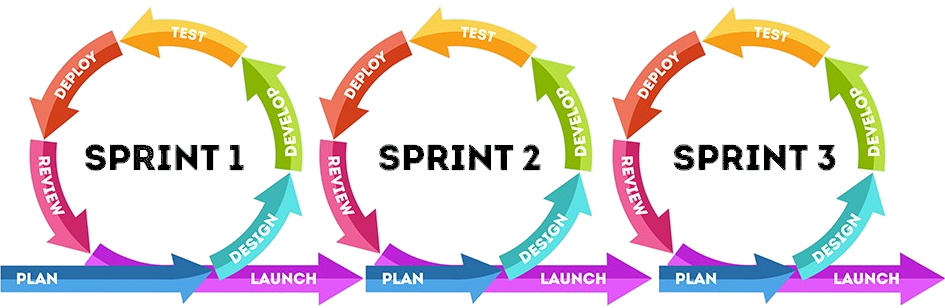 TEST
DEPLOY
DEVELOP
SPRINT 1
REVIEW
DESIGN
PLAN
LAUNCH
TEST
DEPLOY
DEVELOP
SPRINT 2
REVIEW
DESIGN
PLAN
LAUNCH
TEST
DEPLOY
DEVELOP
SPRINT 3
REVIEW
DESIGN
PLAN
LAUNCH